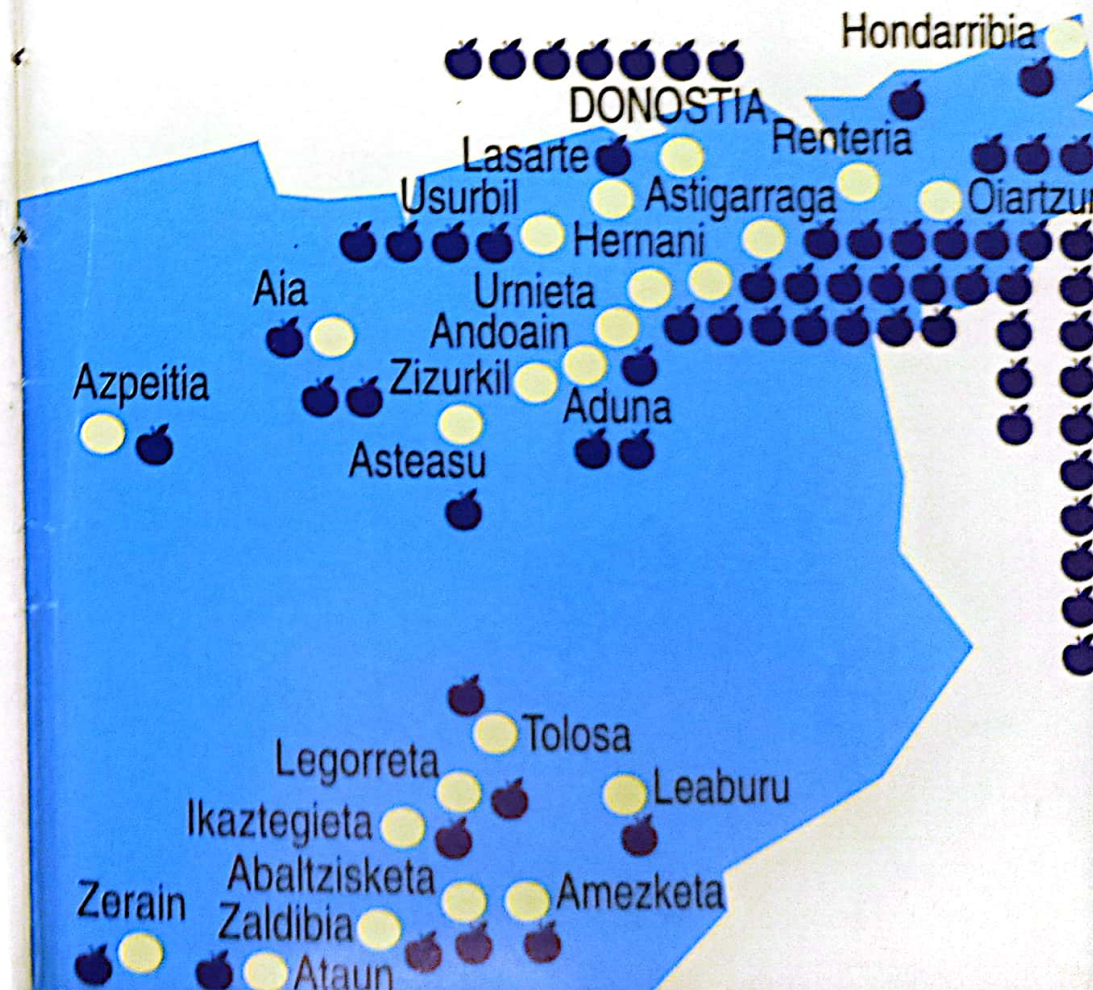 Hondarribia
DONOSTIA
Renteria
Lasarte
Usurbil
Astigarraga
Oiartzun
Hernani
Aia
Urnieta
Andoain
Azpeitia
Zizurkil
Aduna
Asteasu
Tolosa
Legorreta
Leaburu
Ikaztegieta
Abaltzisketa
Amezketa
Zerain
Zaldibia
Ataun